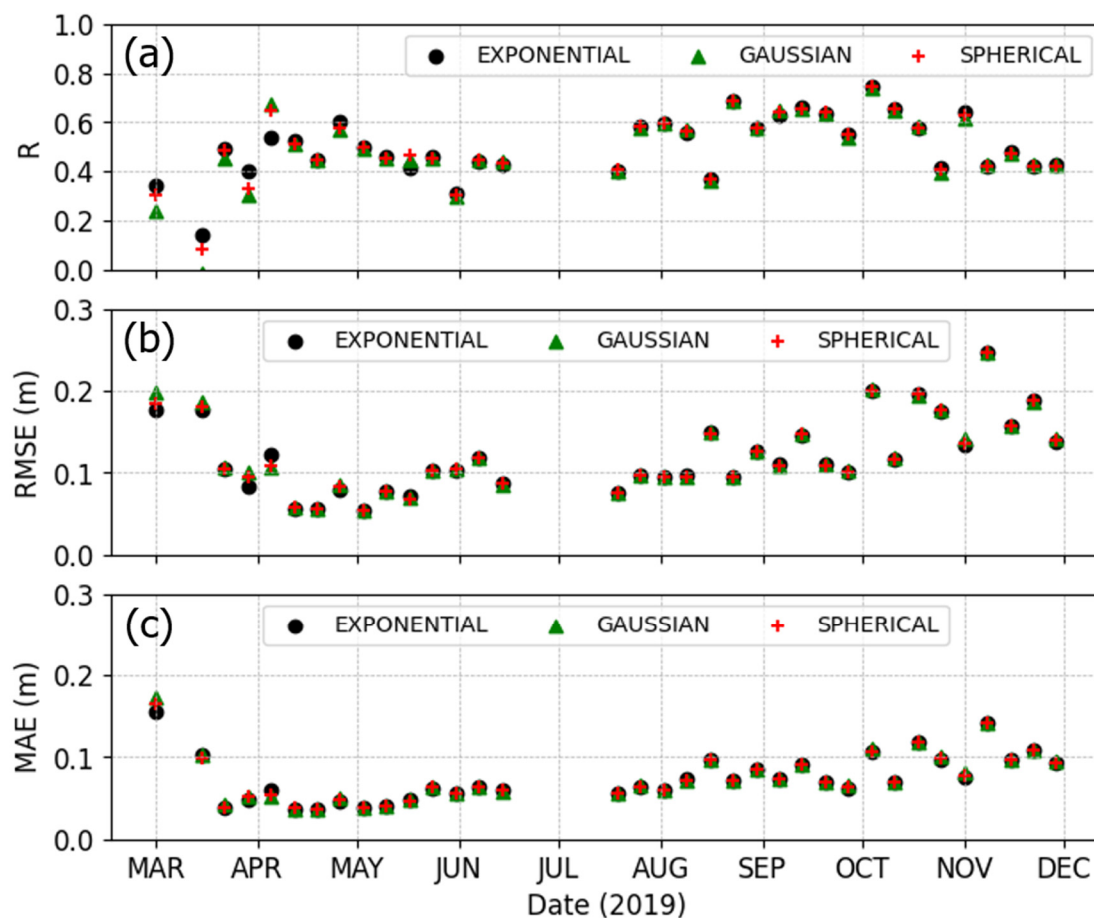 (a)
EXPONENTIAL GAUSSIAN SPHERICAL
R
1.0
0.8
0.6
0.4
0.2
0.0
(b)
EXPONENTIAL GAUSSIAN SPHERICAL
RMSE (m)
0.3
0.2
0.1
0.0
(c)
EXPONENTIAL GAUSSIAN SPHERICAL
MAE (m)
0.3
0.2
0.1
0.0
MAR APR MAY JUN JUL AUG SEP OCT NOV DEC
Date (2019)